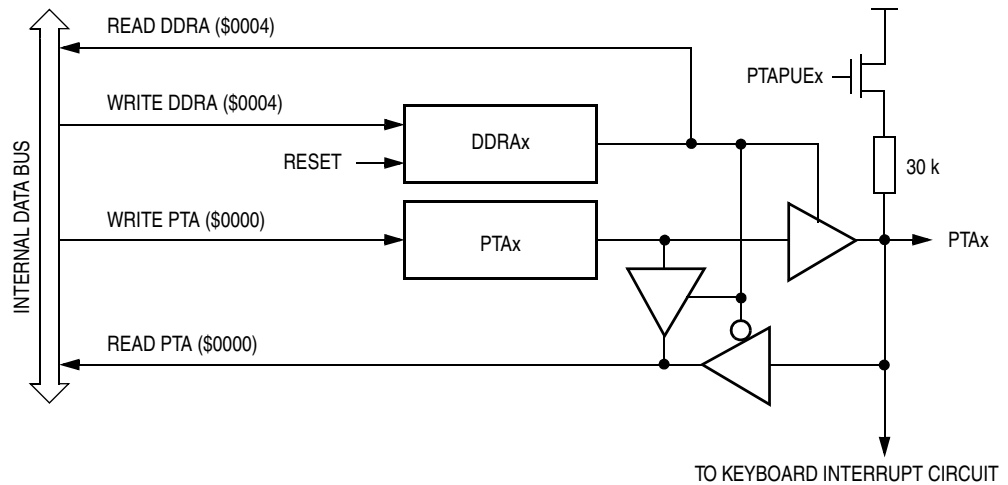 READ DDRA ($0004)
PTAPUEx
WRITE DDRA ($0004)
DDRAx
RESET
30 k
INTERNAL DATA BUS
WRITE PTA ($0000)
PTAx
PTAx
READ PTA ($0000)
TO KEYBOARD INTERRUPT CIRCUIT